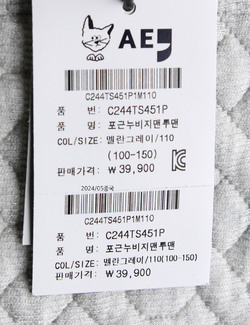 AE
C244TS451P1M110
품 번: C244TS451P
품 명: 포근누비지맨투맨
COL/SIZE: 멜란그레이/110
(100-150)
판매가격: ₩ 39,900
2024/05중국
C244TS451P1M110
품 번: C244TS451P
품 명: 포근누비지맨투맨
COL/SIZE: 멜란그레이/110(100-150)
판매가격: ₩ 39,900